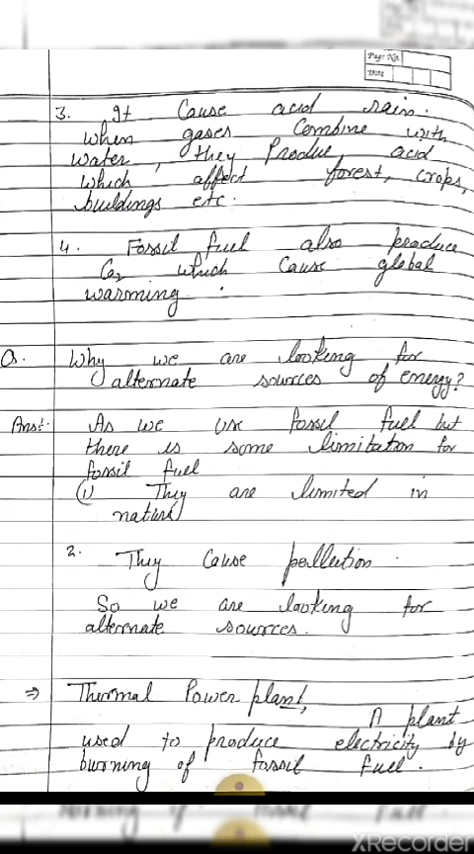 Page No.
Date
3. It Cause acid rain.
When gases Combine with
water, they Produce acid
which affect forest, crops,
buildings etc.
4. Fossil fuel also produce
Co2 which Cause global
warming.
Q. Why we are looking for
alternate sources of energy?
Ans:- As we use fossil fuel but
there is some limitation for
fossil fuel
(1) They are limited in
nature
2. They Cause pollution.
So we are looking for
alternate sources.
⇒ Thermal Power plant,
A plant
used to produce electricity by
burning of fossil fuel.
XRecorder